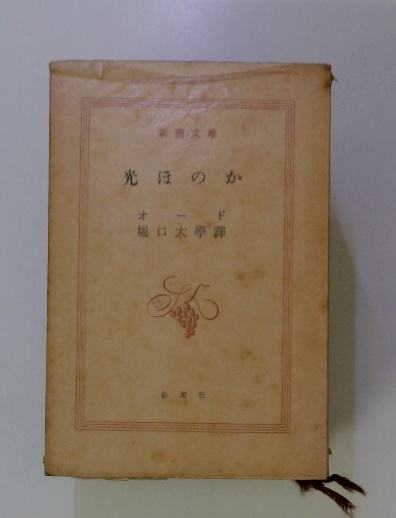 新潮文庫
光ほのか
オード
堀口大學譯
新潮社